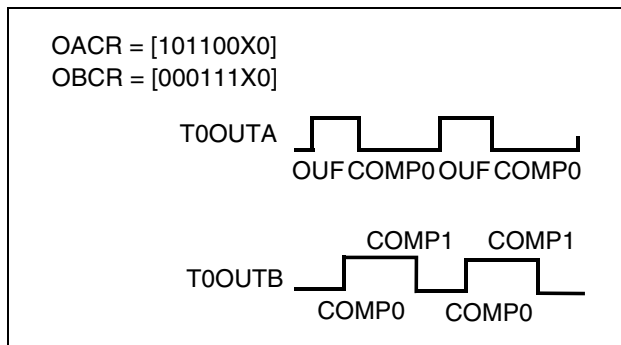 OACR = [101100X0]
OBCR = [000111X0]
T0OUTA
OUF COMP0 OUF COMP0
COMP1 COMP1
T0OUTB
COMP0 COMP0